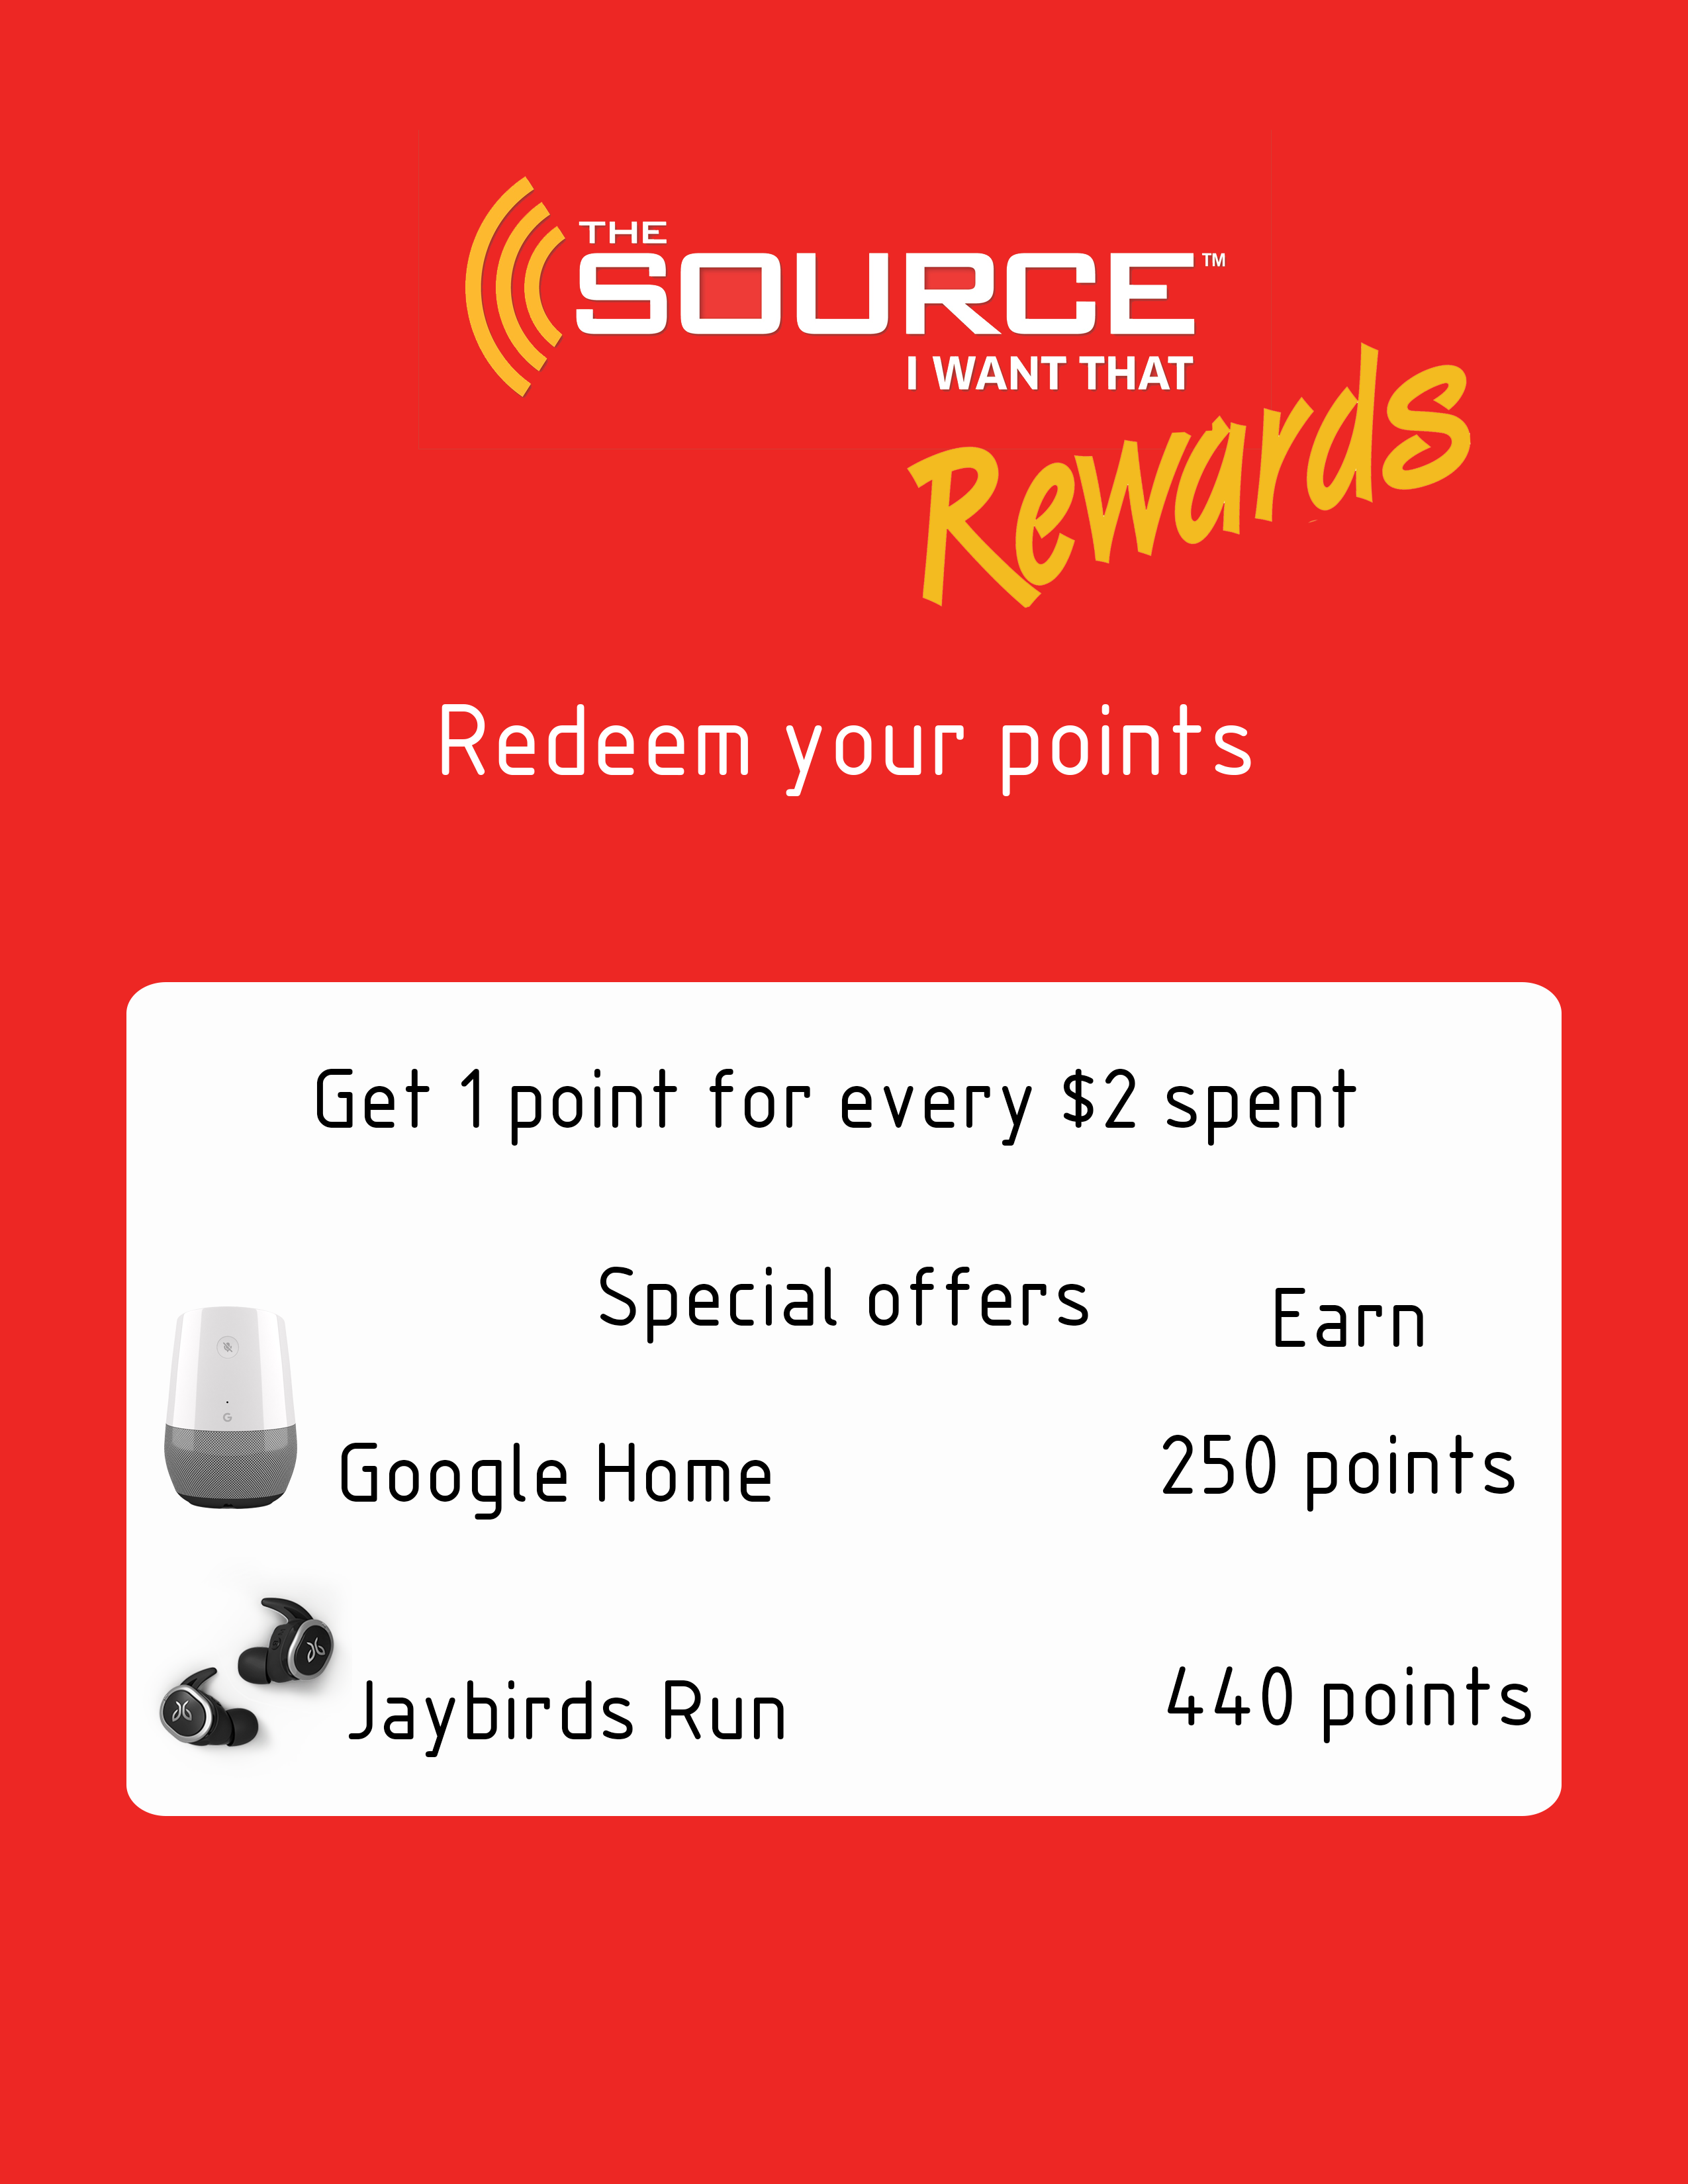 THE
SOURCE™
I WANT THAT
Rewards
Redeem your points
Get 1 point for every $2 spent
Special offers
Earn
Google Home
250 points
Jaybirds Run
440 points